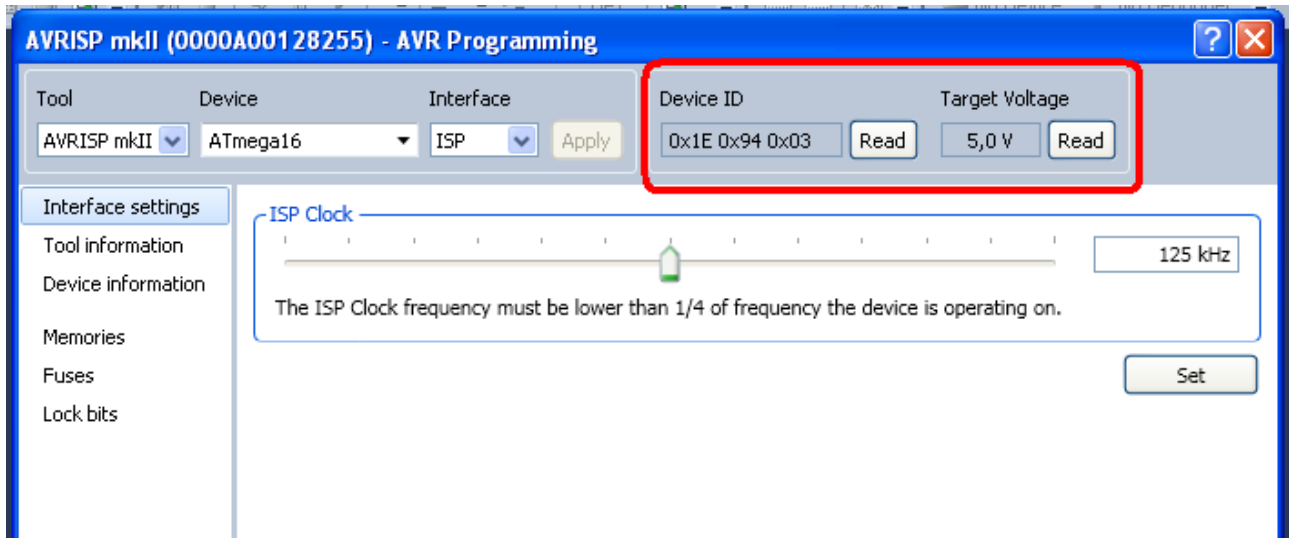 AVRISP mkII (0000A00128255) - AVR Programming
Tool Device Interface Device ID Target Voltage
AVRISP mkII ATmega16 ISP Apply 0x1E 0x94 0x03 Read 5,0 V Read
Interface settings
Tool information
Device information
Memories
Fuses
Lock bits
ISP Clock
125 kHz
The ISP Clock frequency must be lower than 1/4 of frequency the device is operating on.
Set